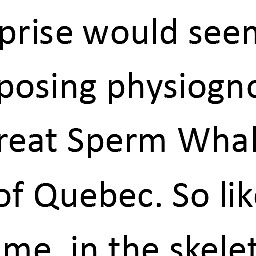 prise would seem
posing physiogno
reat Sperm Whal
of Quebec. So lik
me, in the skelet